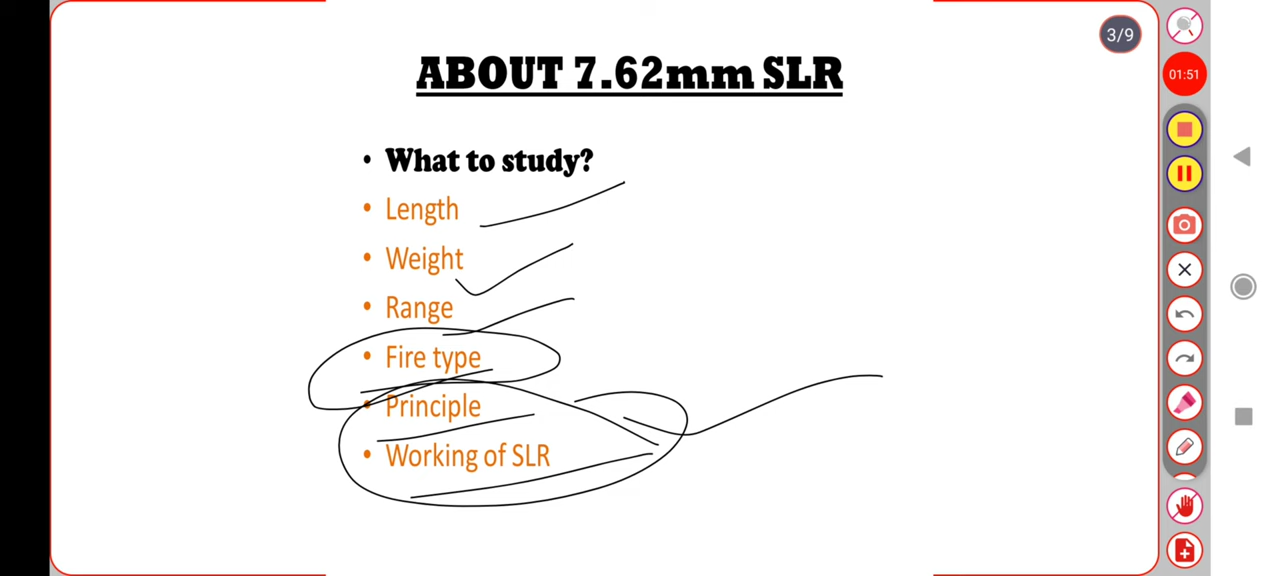 3/9
ABOUT 7.62mm SLR
01:51
• What to study?
• Length
• Weight
• Range
• Fire type
• Principle
• Working of SLR